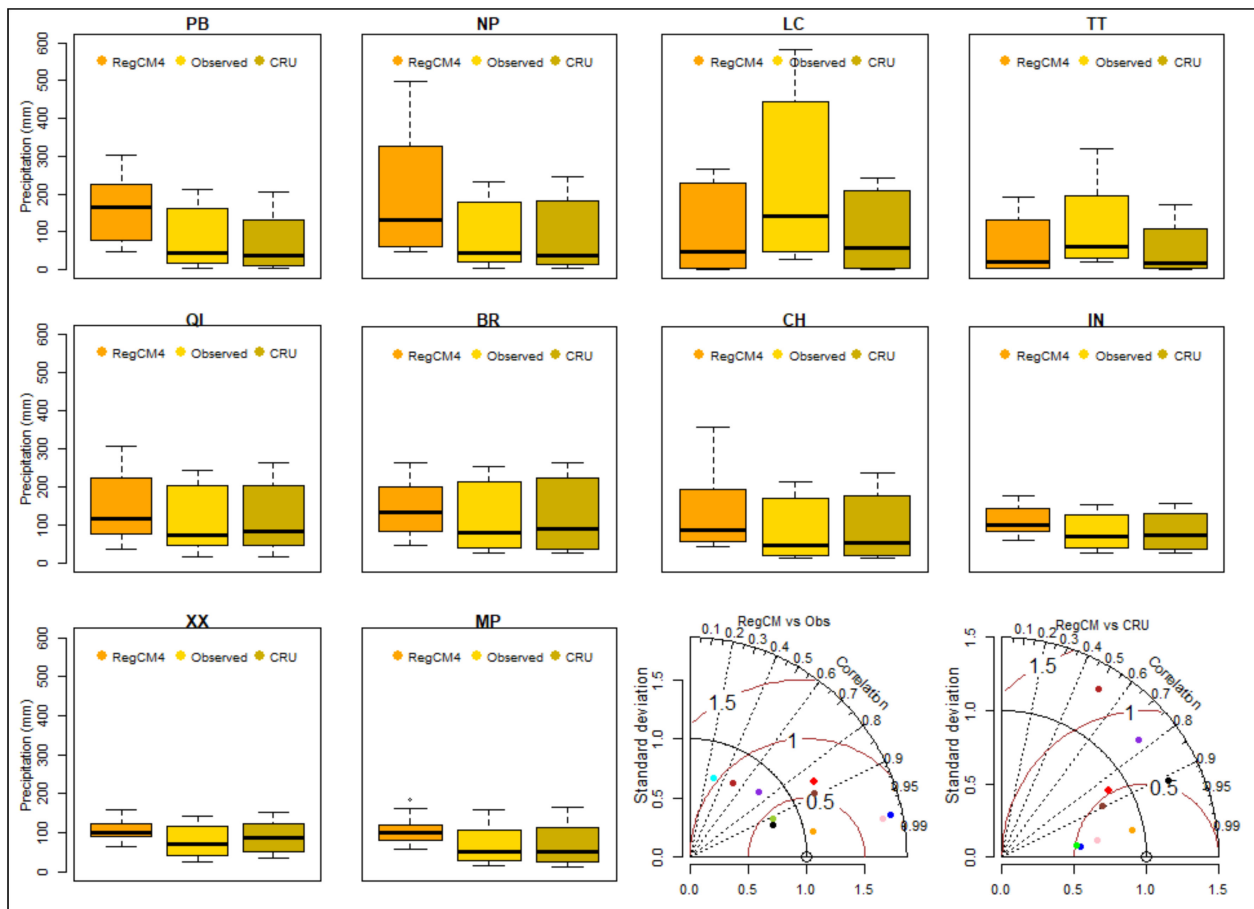 PB NP LC TT
RegCM4 Observed CRU RegCM4 Observed CRU RegCM4 Observed CRU RegCM4 Observed CRU
Precipitation (mm)
600
500
400
300
200
100
0
QI BR CH IN
RegCM4 Observed CRU RegCM4 Observed CRU RegCM4 Observed CRU RegCM4 Observed CRU
Precipitation (mm)
600
500
400
300
200
100
0
XX MP
RegCM4 Observed CRU RegCM4 Observed CRU
Precipitation (mm)
600
500
400
300
200
100
0
RegCM vs Obs
0.1 0.2 0.3 0.4 0.5 0.6 0.7 0.8 0.9 0.95 0.99
Correlation
Standard deviation
1.5
1.0
0.5
0.0
1.5
1
0.5
0.0 0.5 1.0 1.5
RegCM vs CRU
0.1 0.2 0.3 0.4 0.5 0.6 0.7 0.8 0.9 0.95 0.99
Correlation
Standard deviation
1.5
1.0
0.5
0.0
1.5
1
0.5
0.0 0.5 1.0 1.5